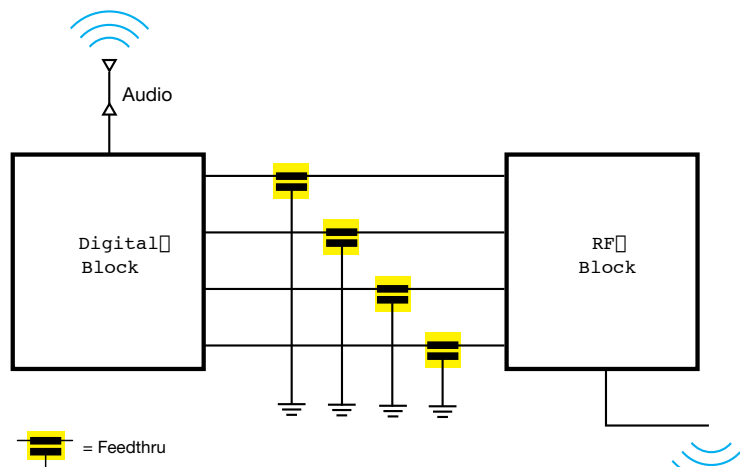 Audio
Digital
Block
RF
Block
= Feedthru